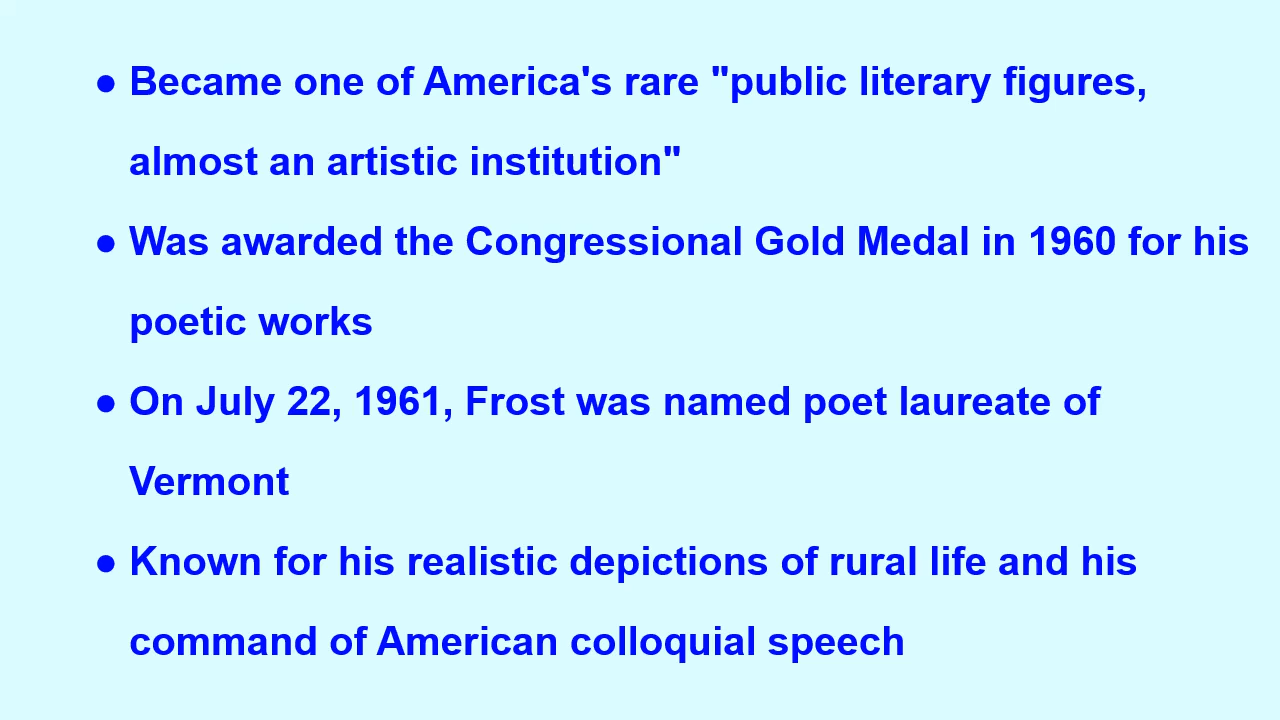 ● Became one of America's rare "public literary figures,
almost an artistic institution"
● Was awarded the Congressional Gold Medal in 1960 for his
poetic works
● On July 22, 1961, Frost was named poet laureate of
Vermont
● Known for his realistic depictions of rural life and his
command of American colloquial speech